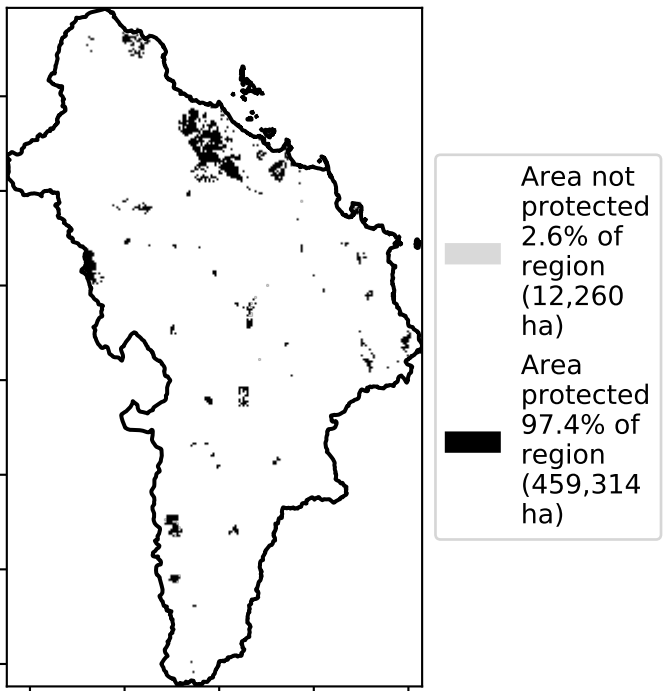 Area not
protected
2.6% of
region
(12,260
ha)
Area
protected
97.4% of
region
(459,314
ha)